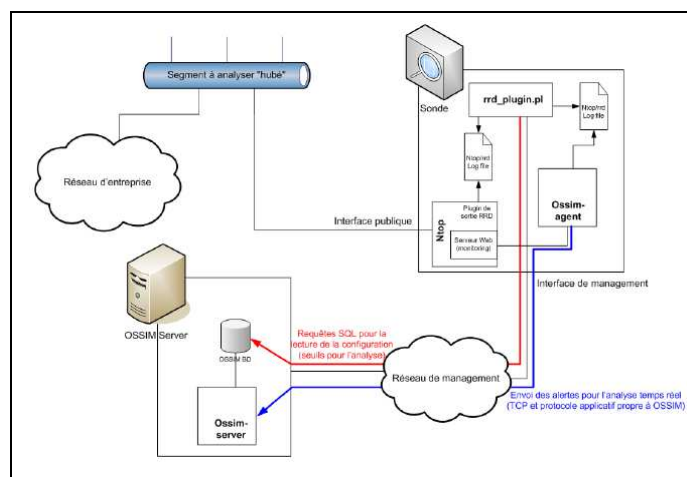 Segment à analyser "hubé"
Sonde
rrd_plugin.pl
Ntop/rrd
Log file
Ntop/rrd
Log file
Réseau d'entreprise
Plugin de
sortie RRD
Ossim-
agent
Interface publique
Ntop
Serveur Web
(monitoring)
Interface de management
OSSIM Server
Requêtes SQL pour la
lecture de la configuration
(seuils pour l'analyse)
OSSIM BD
Réseau de management
Ossim-
server
Envoi des alertes pour l'analyse temps réel
(TCP et protocole applicatif propre à OSSIM)